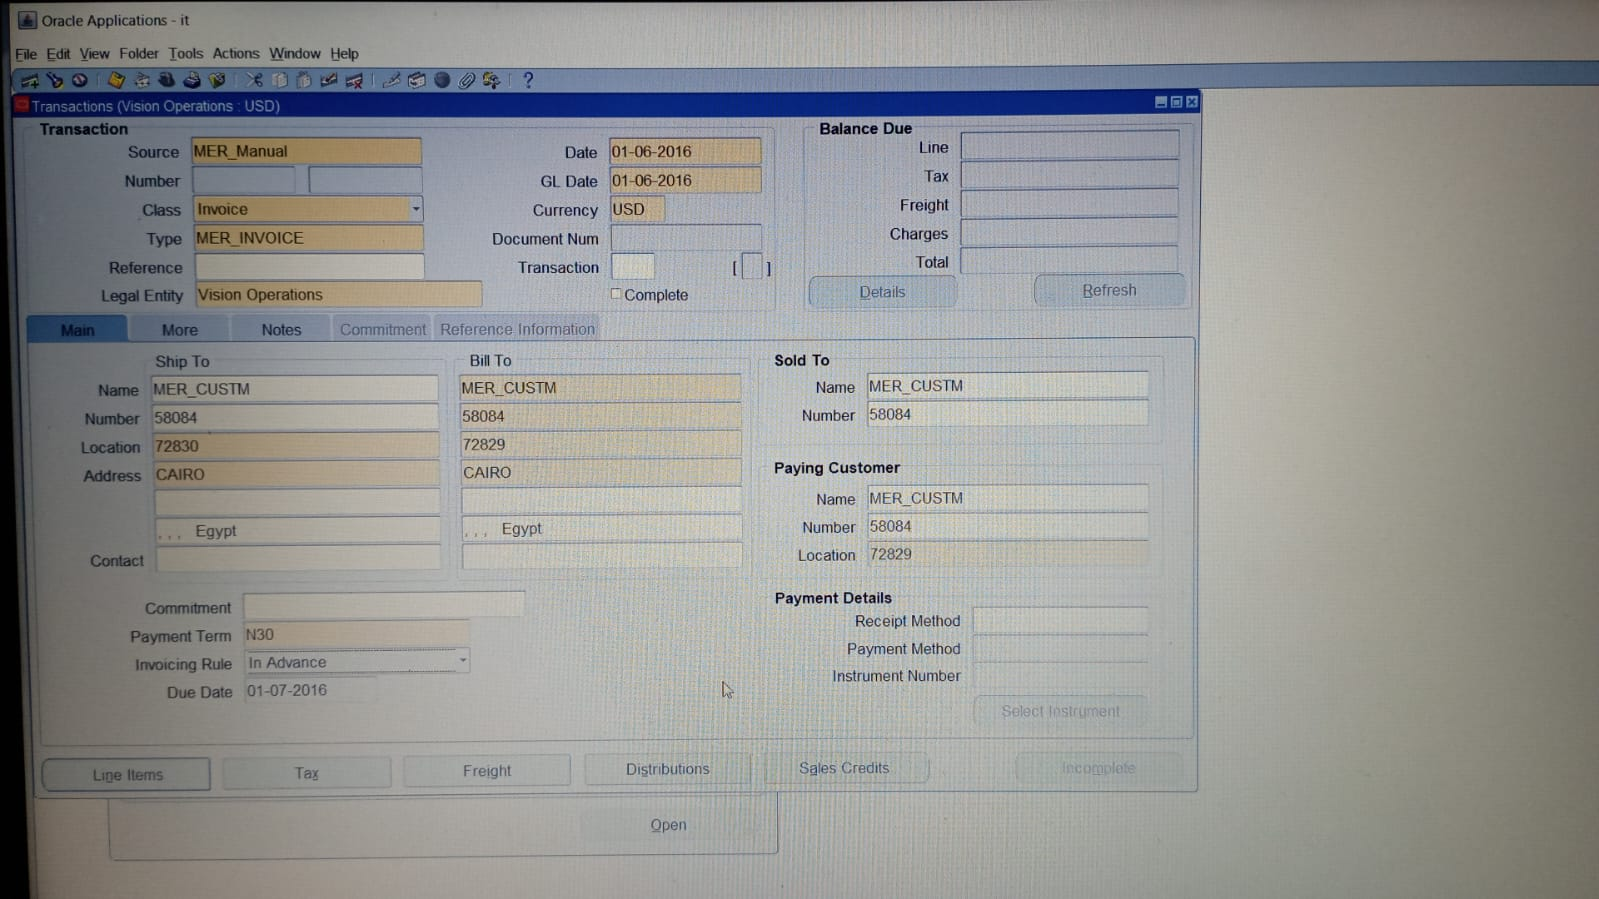 Oracle Applications - it
File Edit View Folder Tools Actions Window Help
?
Transactions (Vision Operations : USD)
Transaction
Source MER_Manual
Number
Class Invoice
Type MER_INVOICE
Reference
Legal Entity Vision Operations
Date 01-06-2016
GL Date 01-06-2016
Currency USD
Document Num
Transaction [ ]
Complete
Balance Due
Line
Tax
Freight
Charges
Total
Details Refresh
Main More Notes Commitment Reference Information
Ship To Bill To
Name MER_CUSTM MER_CUSTM
Number 58084 58084
Location 72830 72829
Address CAIRO CAIRO
, , , Egypt , , , Egypt
Contact
Commitment
Payment Term N30
Invoicing Rule In Advance
Due Date 01-07-2016
Sold To
Name MER_CUSTM
Number 58084
Paying Customer
Name MER_CUSTM
Number 58084
Location 72829
Payment Details
Receipt Method
Payment Method
Instrument Number
Select Instrument
Line Items Tax Freight Distributions Sales Credits Incomplete
Open